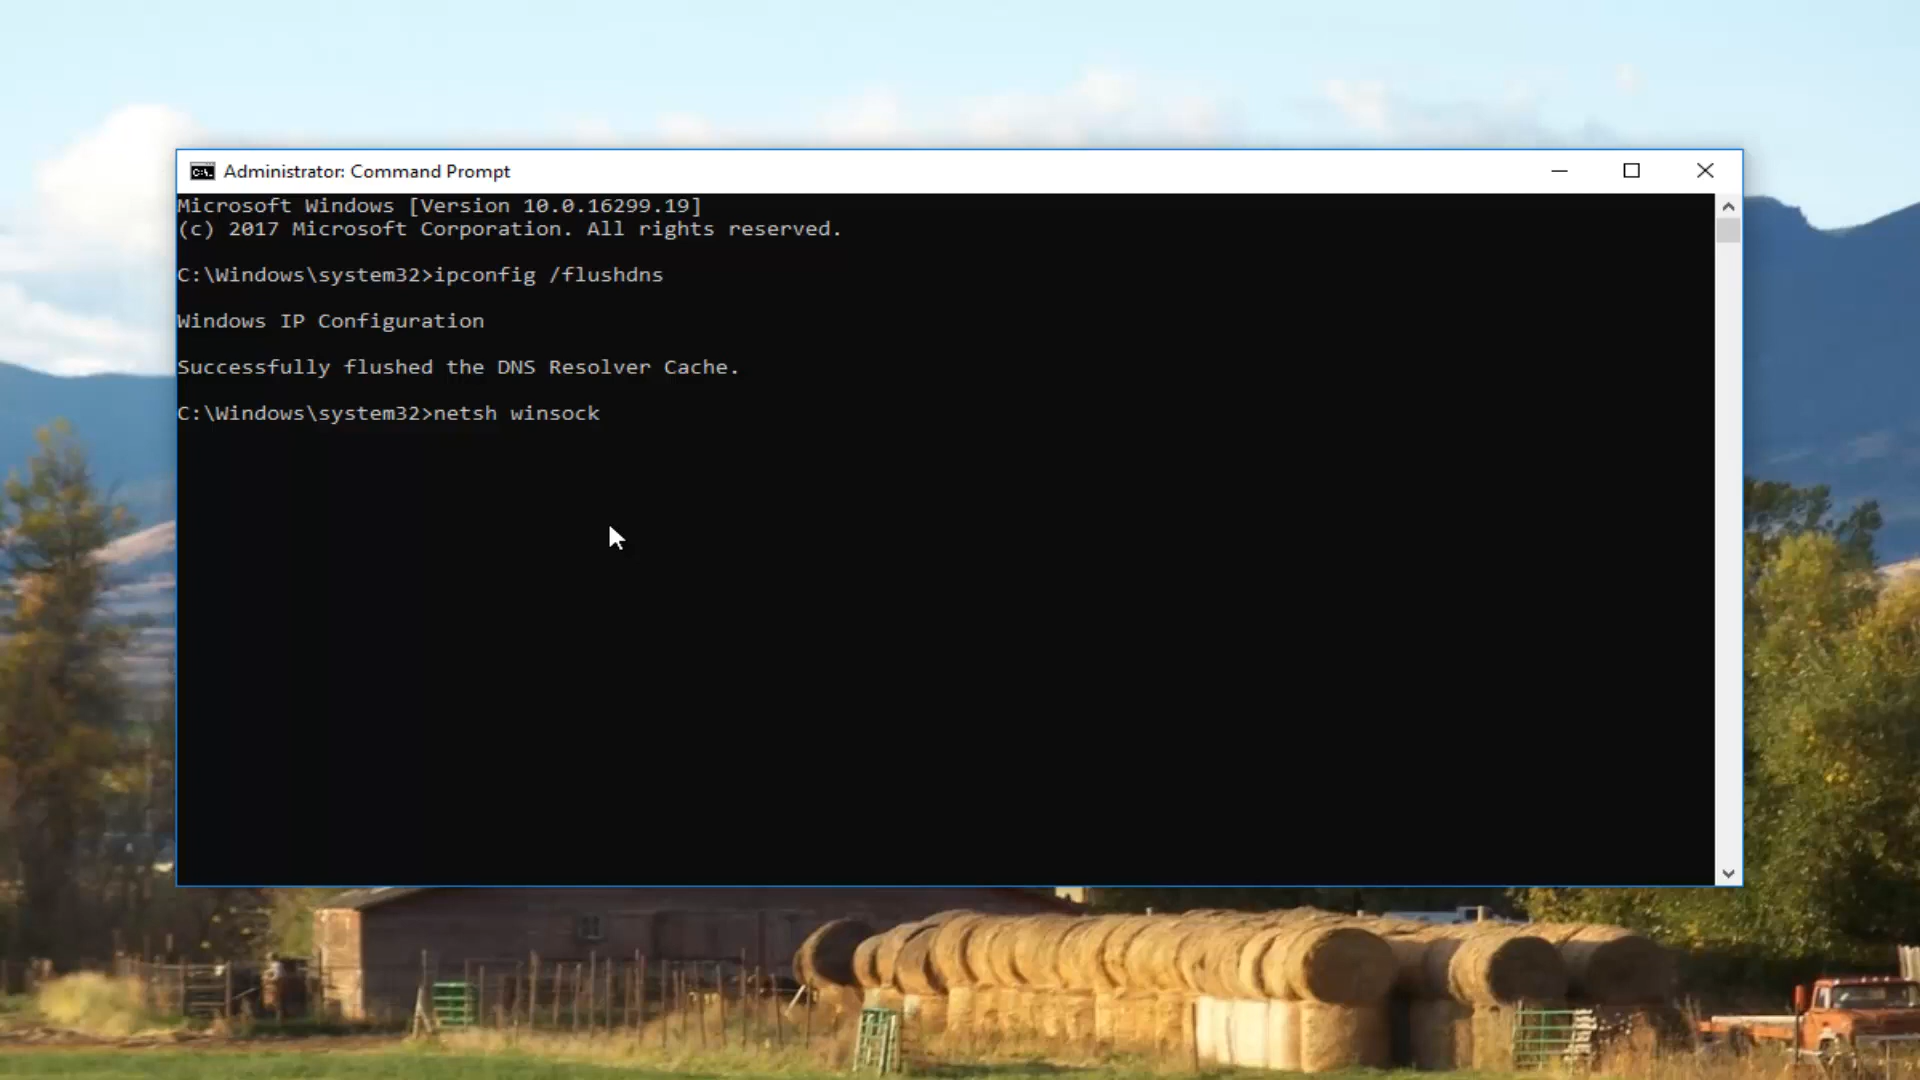 Administrator: Command Prompt
Microsoft Windows [Version 10.0.16299.19]
(c) 2017 Microsoft Corporation. All rights reserved.
C:\Windows\system32>ipconfig /flushdns
Windows IP Configuration
Successfully flushed the DNS Resolver Cache.
C:\Windows\system32>netsh winsock